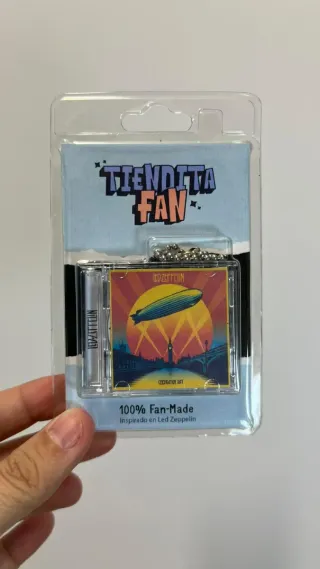 TIENDITA
FAN
LED ZEPPELIN
LED ZEPPELIN
CELEBRATION DAY
100% Fan-Made
Inspirado en Led Zeppelin